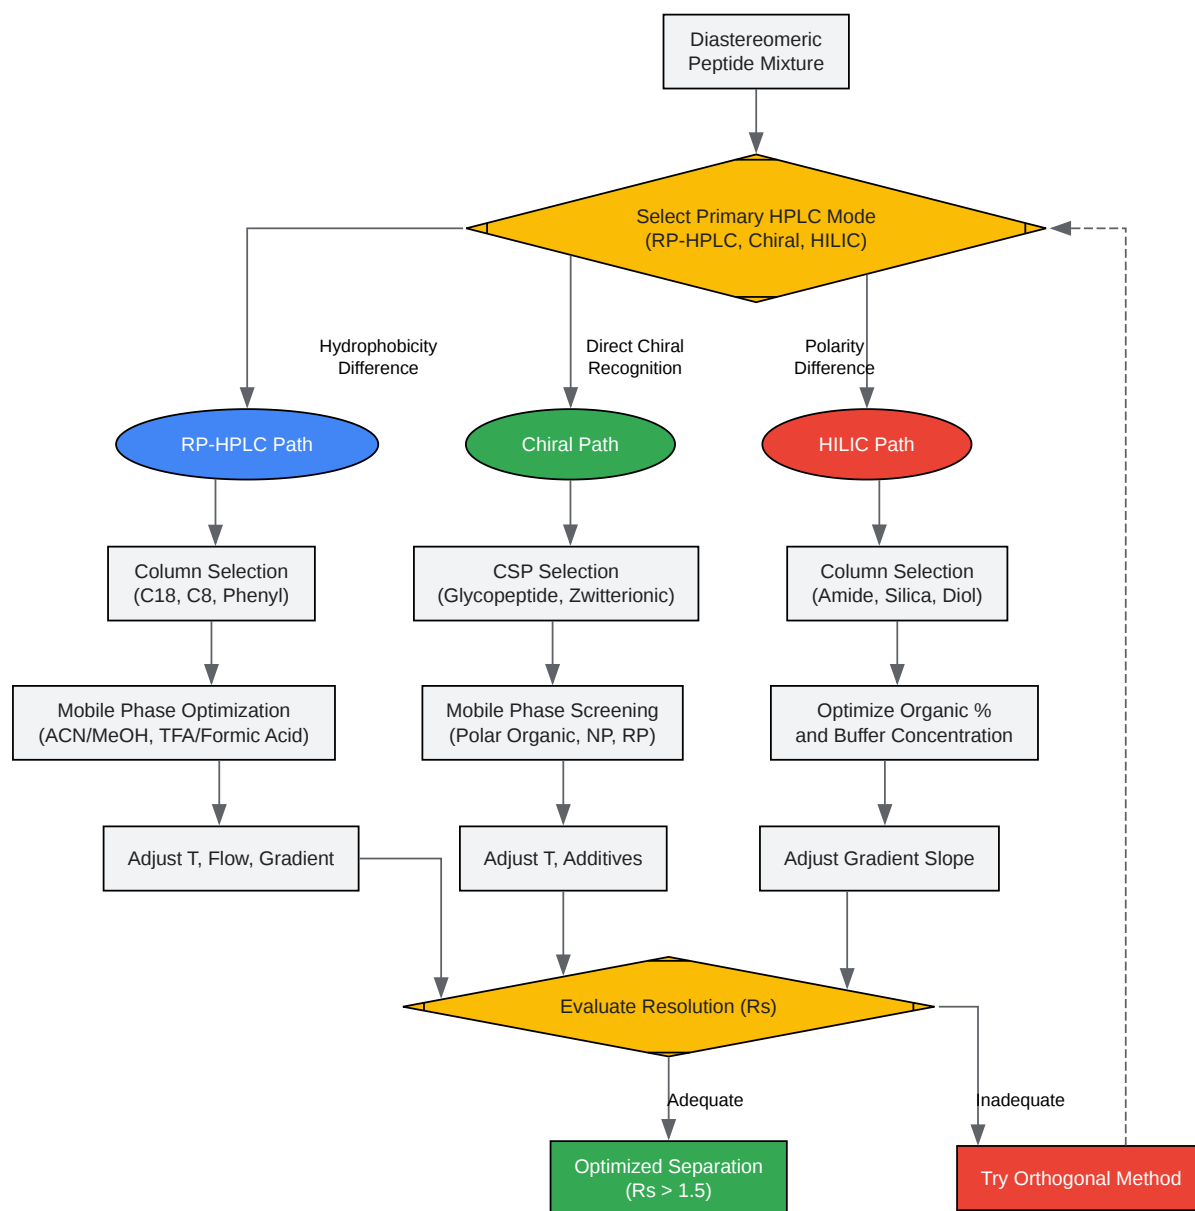 Diastereomeric
Peptide Mixture
Select Primary HPLC Mode
(RP-HPLC, Chiral, HILIC)
Hydrophobicity
Difference
Direct Chiral
Recognition
Polarity
Difference
RP-HPLC Path
Chiral Path
HILIC Path
Column Selection
(C18, C8, Phenyl)
CSP Selection
(Glycopeptide, Zwitterionic)
Column Selection
(Amide, Silica, Diol)
Mobile Phase Optimization
(ACN/MeOH, TFA/Formic Acid)
Mobile Phase Screening
(Polar Organic, NP, RP)
Optimize Organic %
and Buffer Concentration
Adjust T, Flow, Gradient
Adjust T, Additives
Adjust Gradient Slope
Evaluate Resolution (Rs)
Adequate
Inadequate
Optimized Separation
(Rs > 1.5)
Try Orthogonal Method